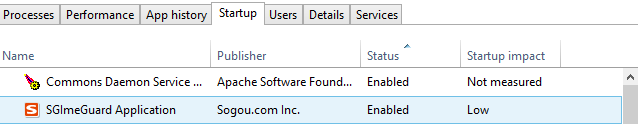 Processes Performance App history Startup Users Details Services
Name Publisher Status Startup impact
Commons Daemon Service ... Apache Software Found... Enabled Not measured
SGImeGuard Application Sogou.com Inc. Enabled Low